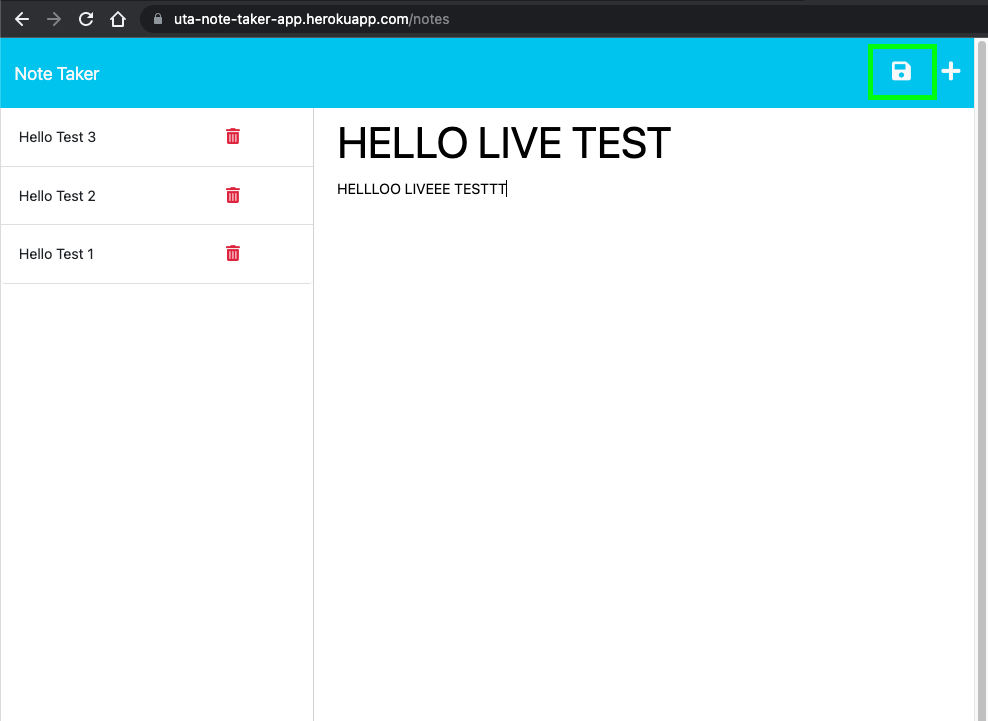 uta-note-taker-app.herokuapp.com/notes
Note Taker
Hello Test 3
Hello Test 2
Hello Test 1
HELLO LIVE TEST
HELLLOO LIVEEE TESTTT